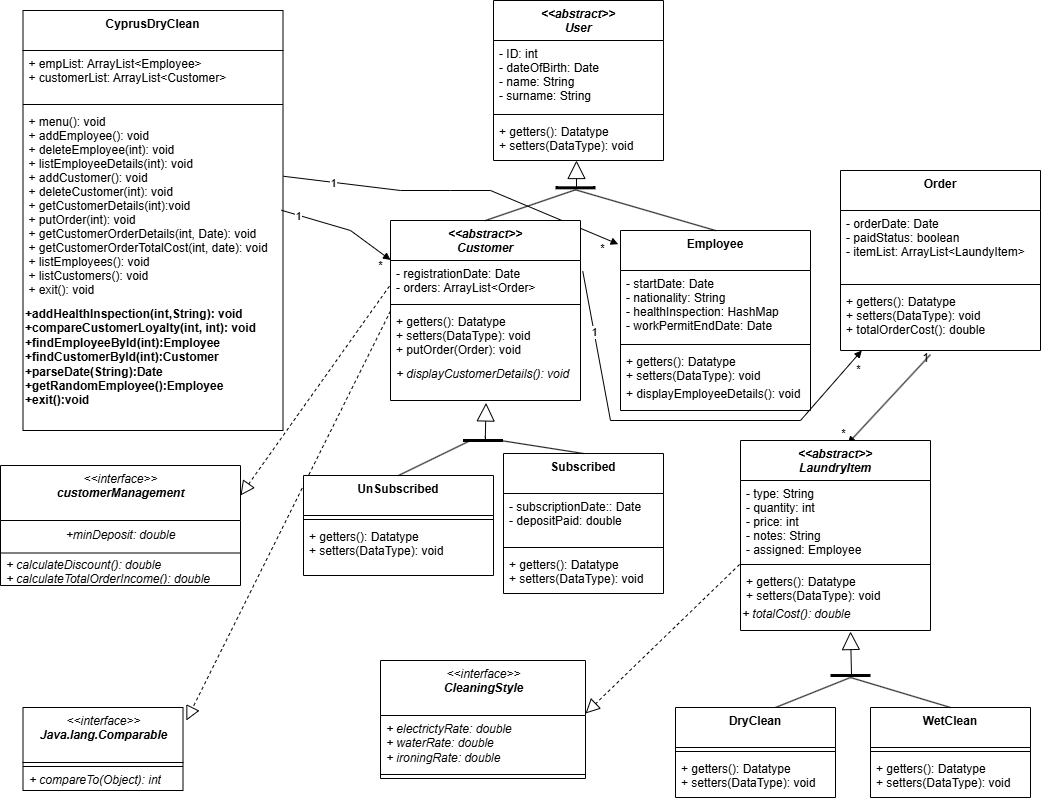 CyprusDryClean
+ empList: ArrayList<Employee>
+ customerList: ArrayList<Customer>
+ menu(): void
+ addEmployee(): void
+ deleteEmployee(int): void
+ listEmployeeDetails(int): void
+ addCustomer(): void
+ deleteCustomer(int): void
+ getCustomerDetails(int):void
+ putOrder(int): void
+ getCustomerOrderDetails(int, Date): void
+ getCustomerOrderTotalCost(int, date): void
+ listEmployees(): void
+ listCustomers(): void
+ exit(): void
+addHealthInspection(int,String): void
+compareCustomerLoyalty(int, int): void
+findEmployeeById(int):Employee
+findCustomerById(int):Customer
+parseDate(String):Date
+getRandomEmployee():Employee
+exit():void
<<abstract>>
User
- ID: int
- dateOfBirth: Date
- name: String
- surname: String
+ getters(): Datatype
+ setters(DataType): void
1
*
1
*
<<abstract>>
Customer
- registrationDate: Date
- orders: ArrayList<Order>
+ getters(): Datatype
+ setters(DataType): void
+ putOrder(Order): void
+ displayCustomerDetails(): void
Employee
- startDate: Date
- nationality: String
- healthInspection: HashMap
- workPermitEndDate: Date
+ getters(): Datatype
+ setters(DataType): void
+ displayEmployeeDetails(): void
1
*
Order
- orderDate: Date
- paidStatus: boolean
- itemList: ArrayList<LaundyItem>
+ getters(): Datatype
+ setters(DataType): void
+ totalOrderCost(): double
1
*
<<interface>>
customerManagement
+minDeposit: double
+ calculateDiscount(): double
+ calculateTotalOrderIncome(): double
UnSubscribed
+ getters(): Datatype
+ setters(DataType): void
Subscribed
- subscriptionDate:: Date
- depositPaid: double
+ getters(): Datatype
+ setters(DataType): void
<<abstract>>
LaundryItem
- type: String
- quantity: int
- price: int
- notes: String
- assigned: Employee
+ getters(): Datatype
+ setters(DataType): void
+ totalCost(): double
<<interface>>
Java.lang.Comparable
+ compareTo(Object): int
<<interface>>
CleaningStyle
+ electrictyRate: double
+ waterRate: double
+ ironingRate: double
DryClean
+ getters(): Datatype
+ setters(DataType): void
WetClean
+ getters(): Datatype
+ setters(DataType): void